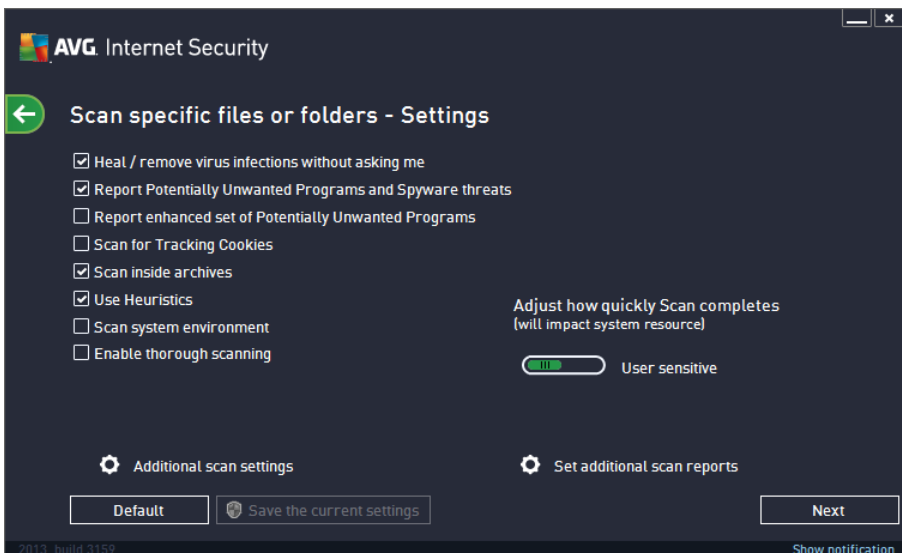 AVG. Internet Security
Scan specific files or folders - Settings
Heal / remove virus infections without asking me
Report Potentially Unwanted Programs and Spyware threats
Report enhanced set of Potentially Unwanted Programs
Scan for Tracking Cookies
Scan inside archives
Use Heuristics
Scan system environment
Enable thorough scanning
Adjust how quickly Scan completes
(will impact system resource)
User sensitive
Additional scan settings
Set additional scan reports
Default
Save the current settings
Next
2013 build 3159
Show notification